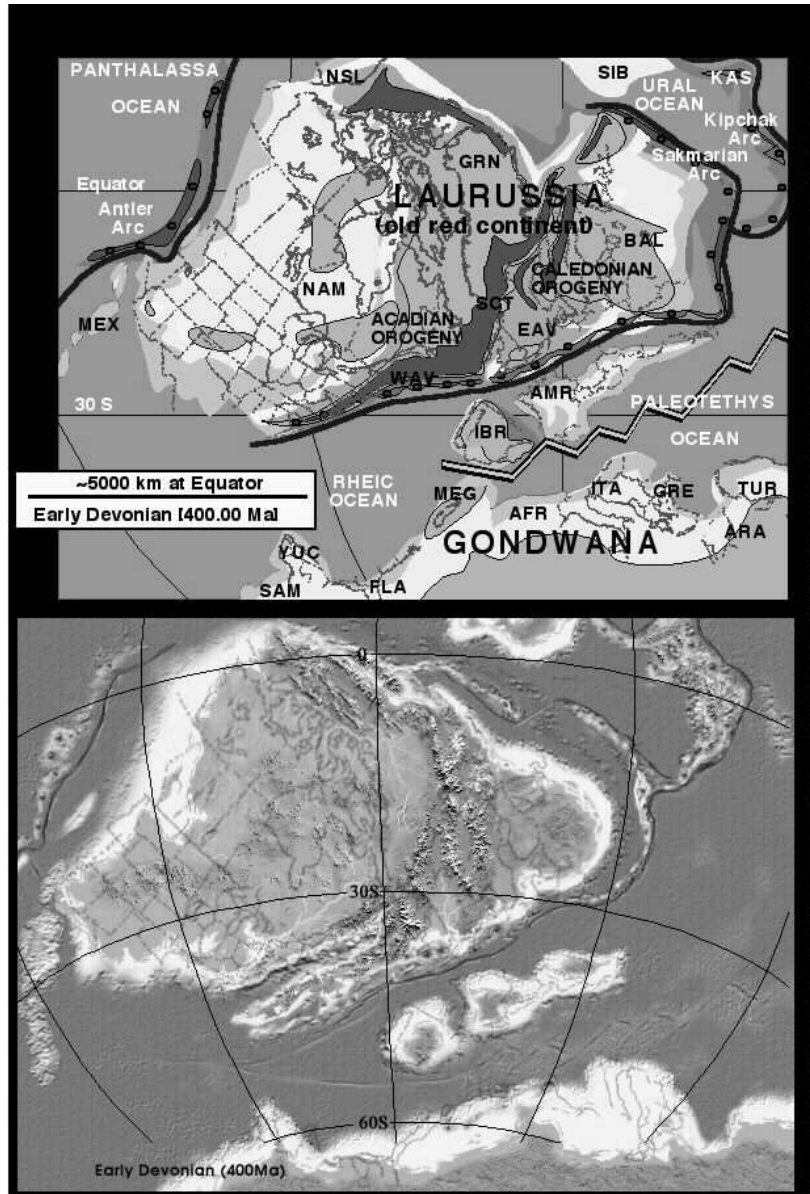 PANTHALASSA
OCEAN
NSL
SIB
KAS
URAL
OCEAN
Kipchak
Arc
Sakmarian
Arc
GRN
Equator
Antler
Arc
LAURUSSIA
(old red continent)
BAL
CALEDONIAN
OROGENY
NAM
SCT
MEX
ACADIAN
OROGENY
EAV
WAV
AMR
30 S
PALEOTETHYS
OCEAN
IBR
~5000 km at Equator
Early Devonian [400.00 Ma]
RHEIC
OCEAN
MEG
AFR
ITA
GRE
TUR
ARA
GONDWANA
YUC
SAM
FLA
0
30S
60S
Early Devonian (400Ma)